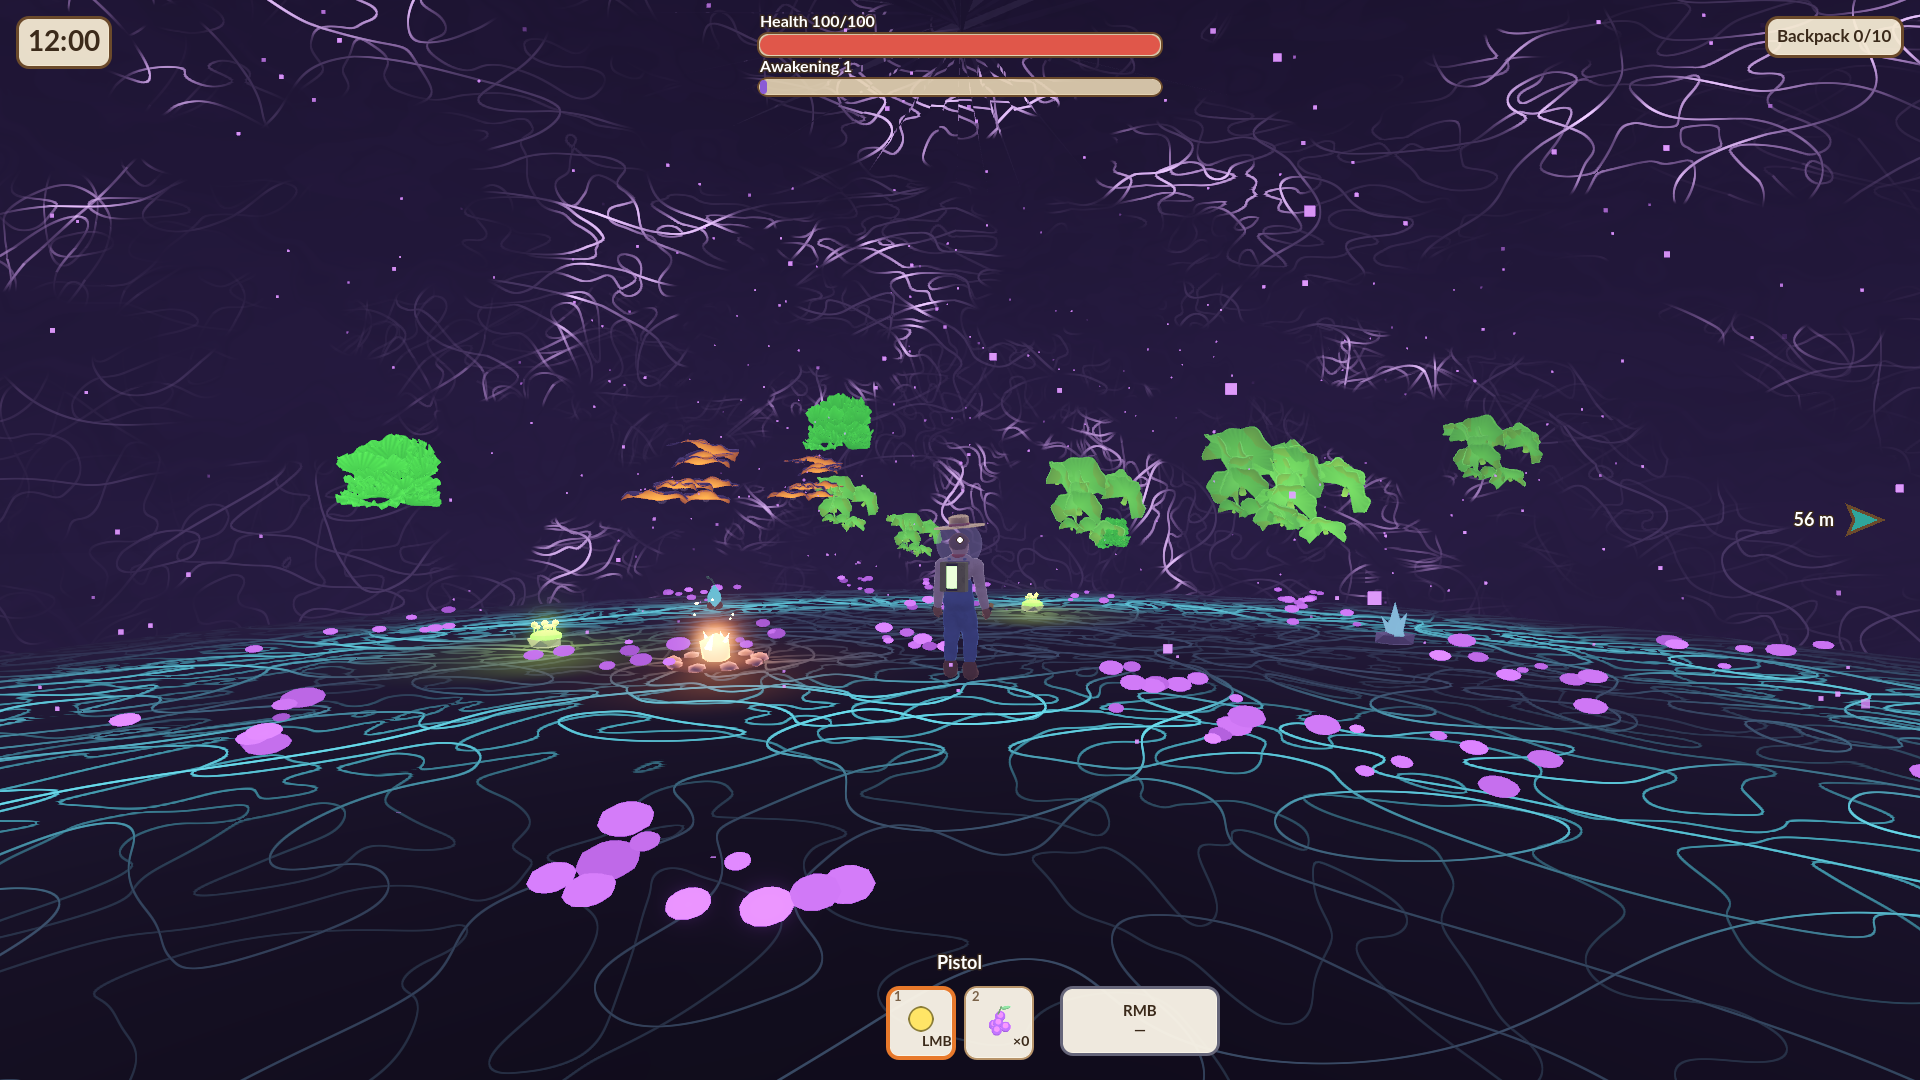 12:00
Health 100/100
Awakening 1
Backpack 0/10
56 m
Pistol
1
LMB
2
×0
RMB
—